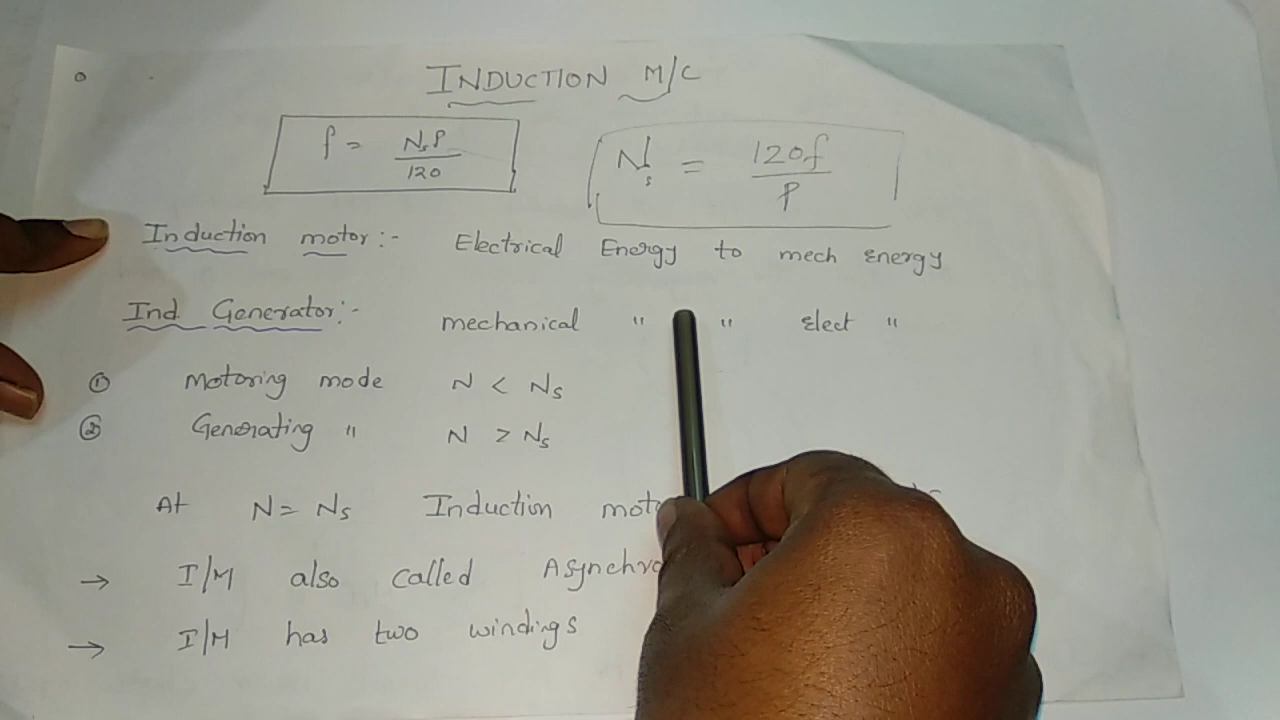 INDUCTION M/C
f = NsP / 120
Ns = 120f / P
Induction motor :- Electrical Energy to mech Energy
Ind. Generator :- mechanical " " Elect "
① Motoring mode N < Ns
② Generating " N > Ns
At N = Ns Induction
→ I/M also called
→ I/M has two windings